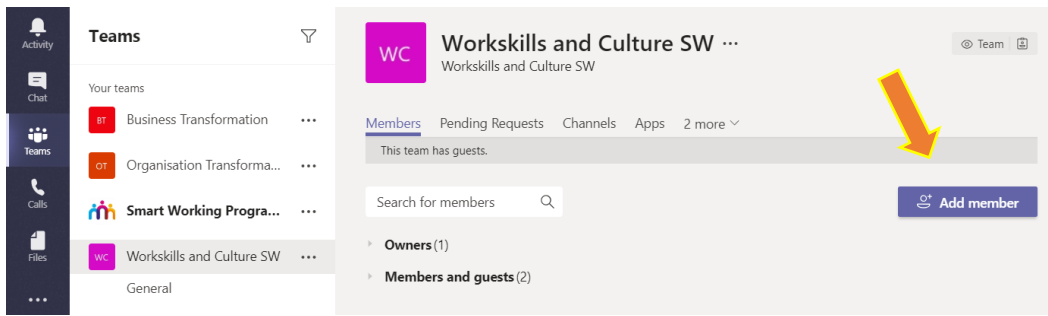 Activity
Chat
Teams
Calls
Files
Teams
Your teams
BT Business Transformation
OT Organisation Transforma...
Smart Working Progra...
WC Workskills and Culture SW
General
WC
Workskills and Culture SW
Workskills and Culture SW
Team
Members Pending Requests Channels Apps 2 more
This team has guests.
Search for members
Add member
Owners (1)
Members and guests (2)